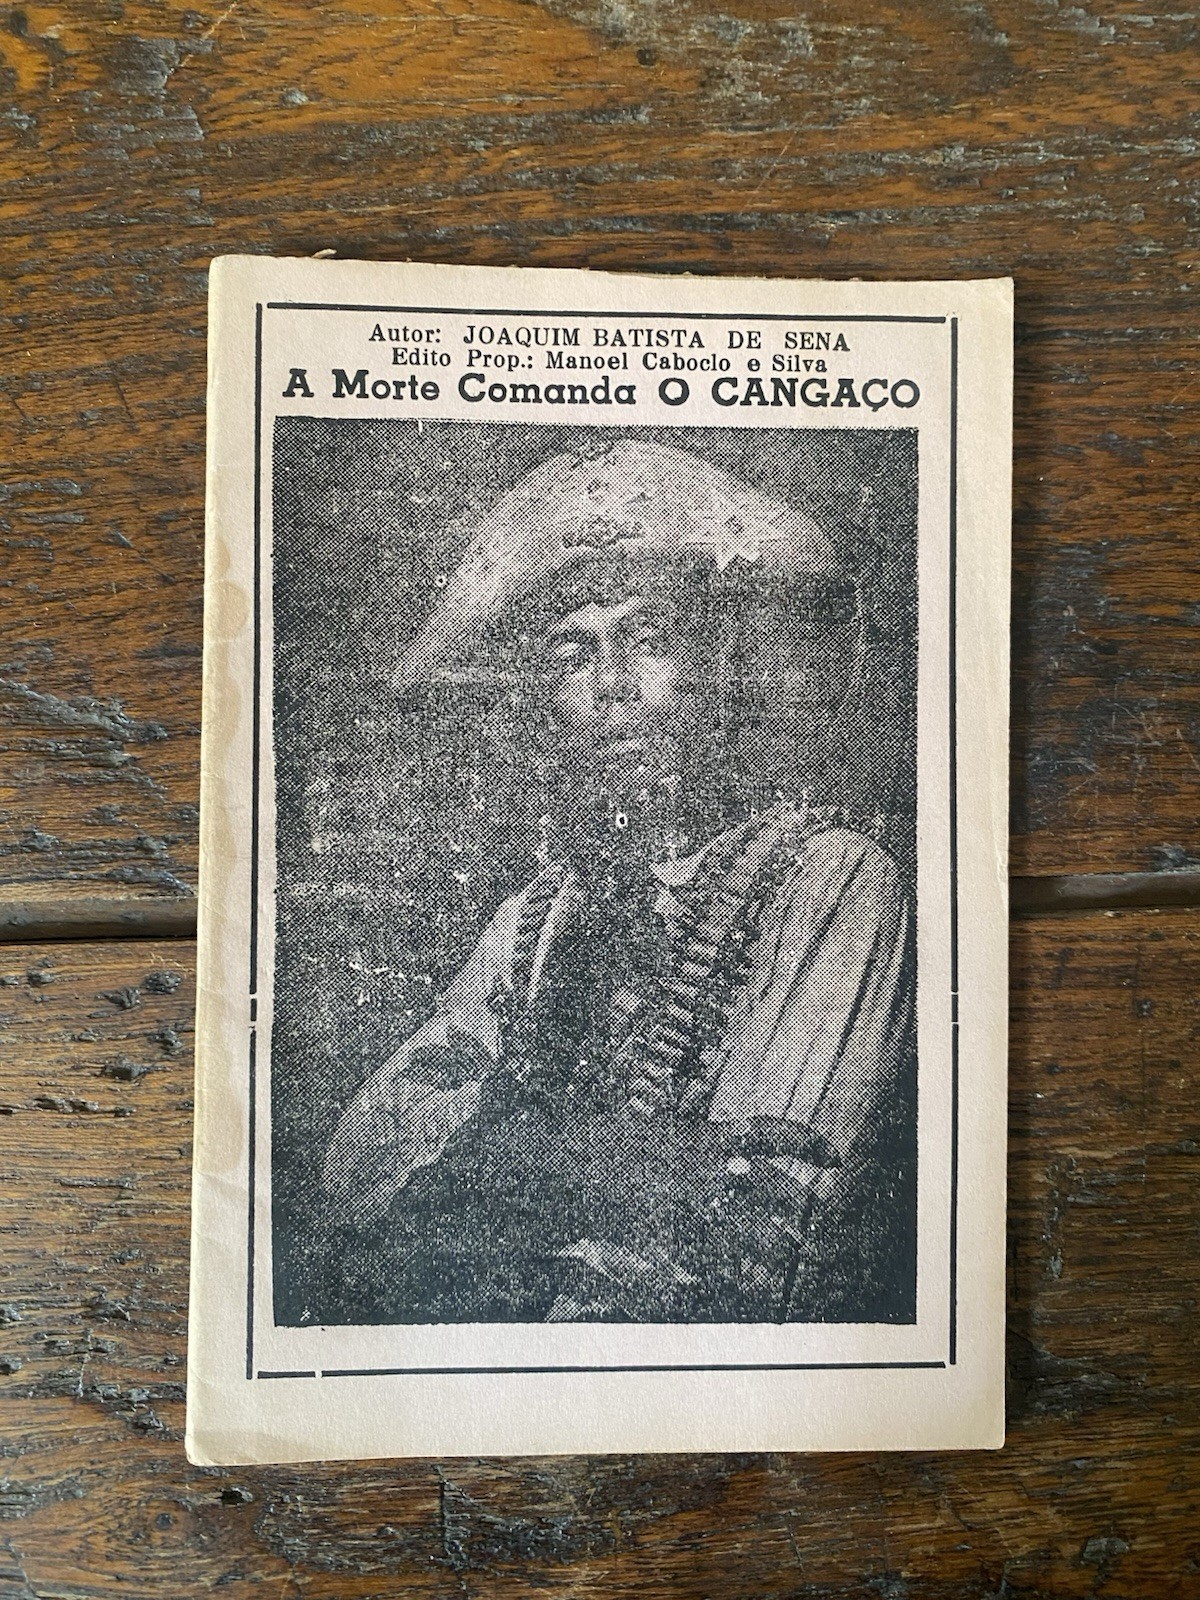 Autor: JOAQUIM BATISTA DE SENA
Edito Prop.: Manoel Caboclo e Silva
A Morte Comanda O CANGAÇO